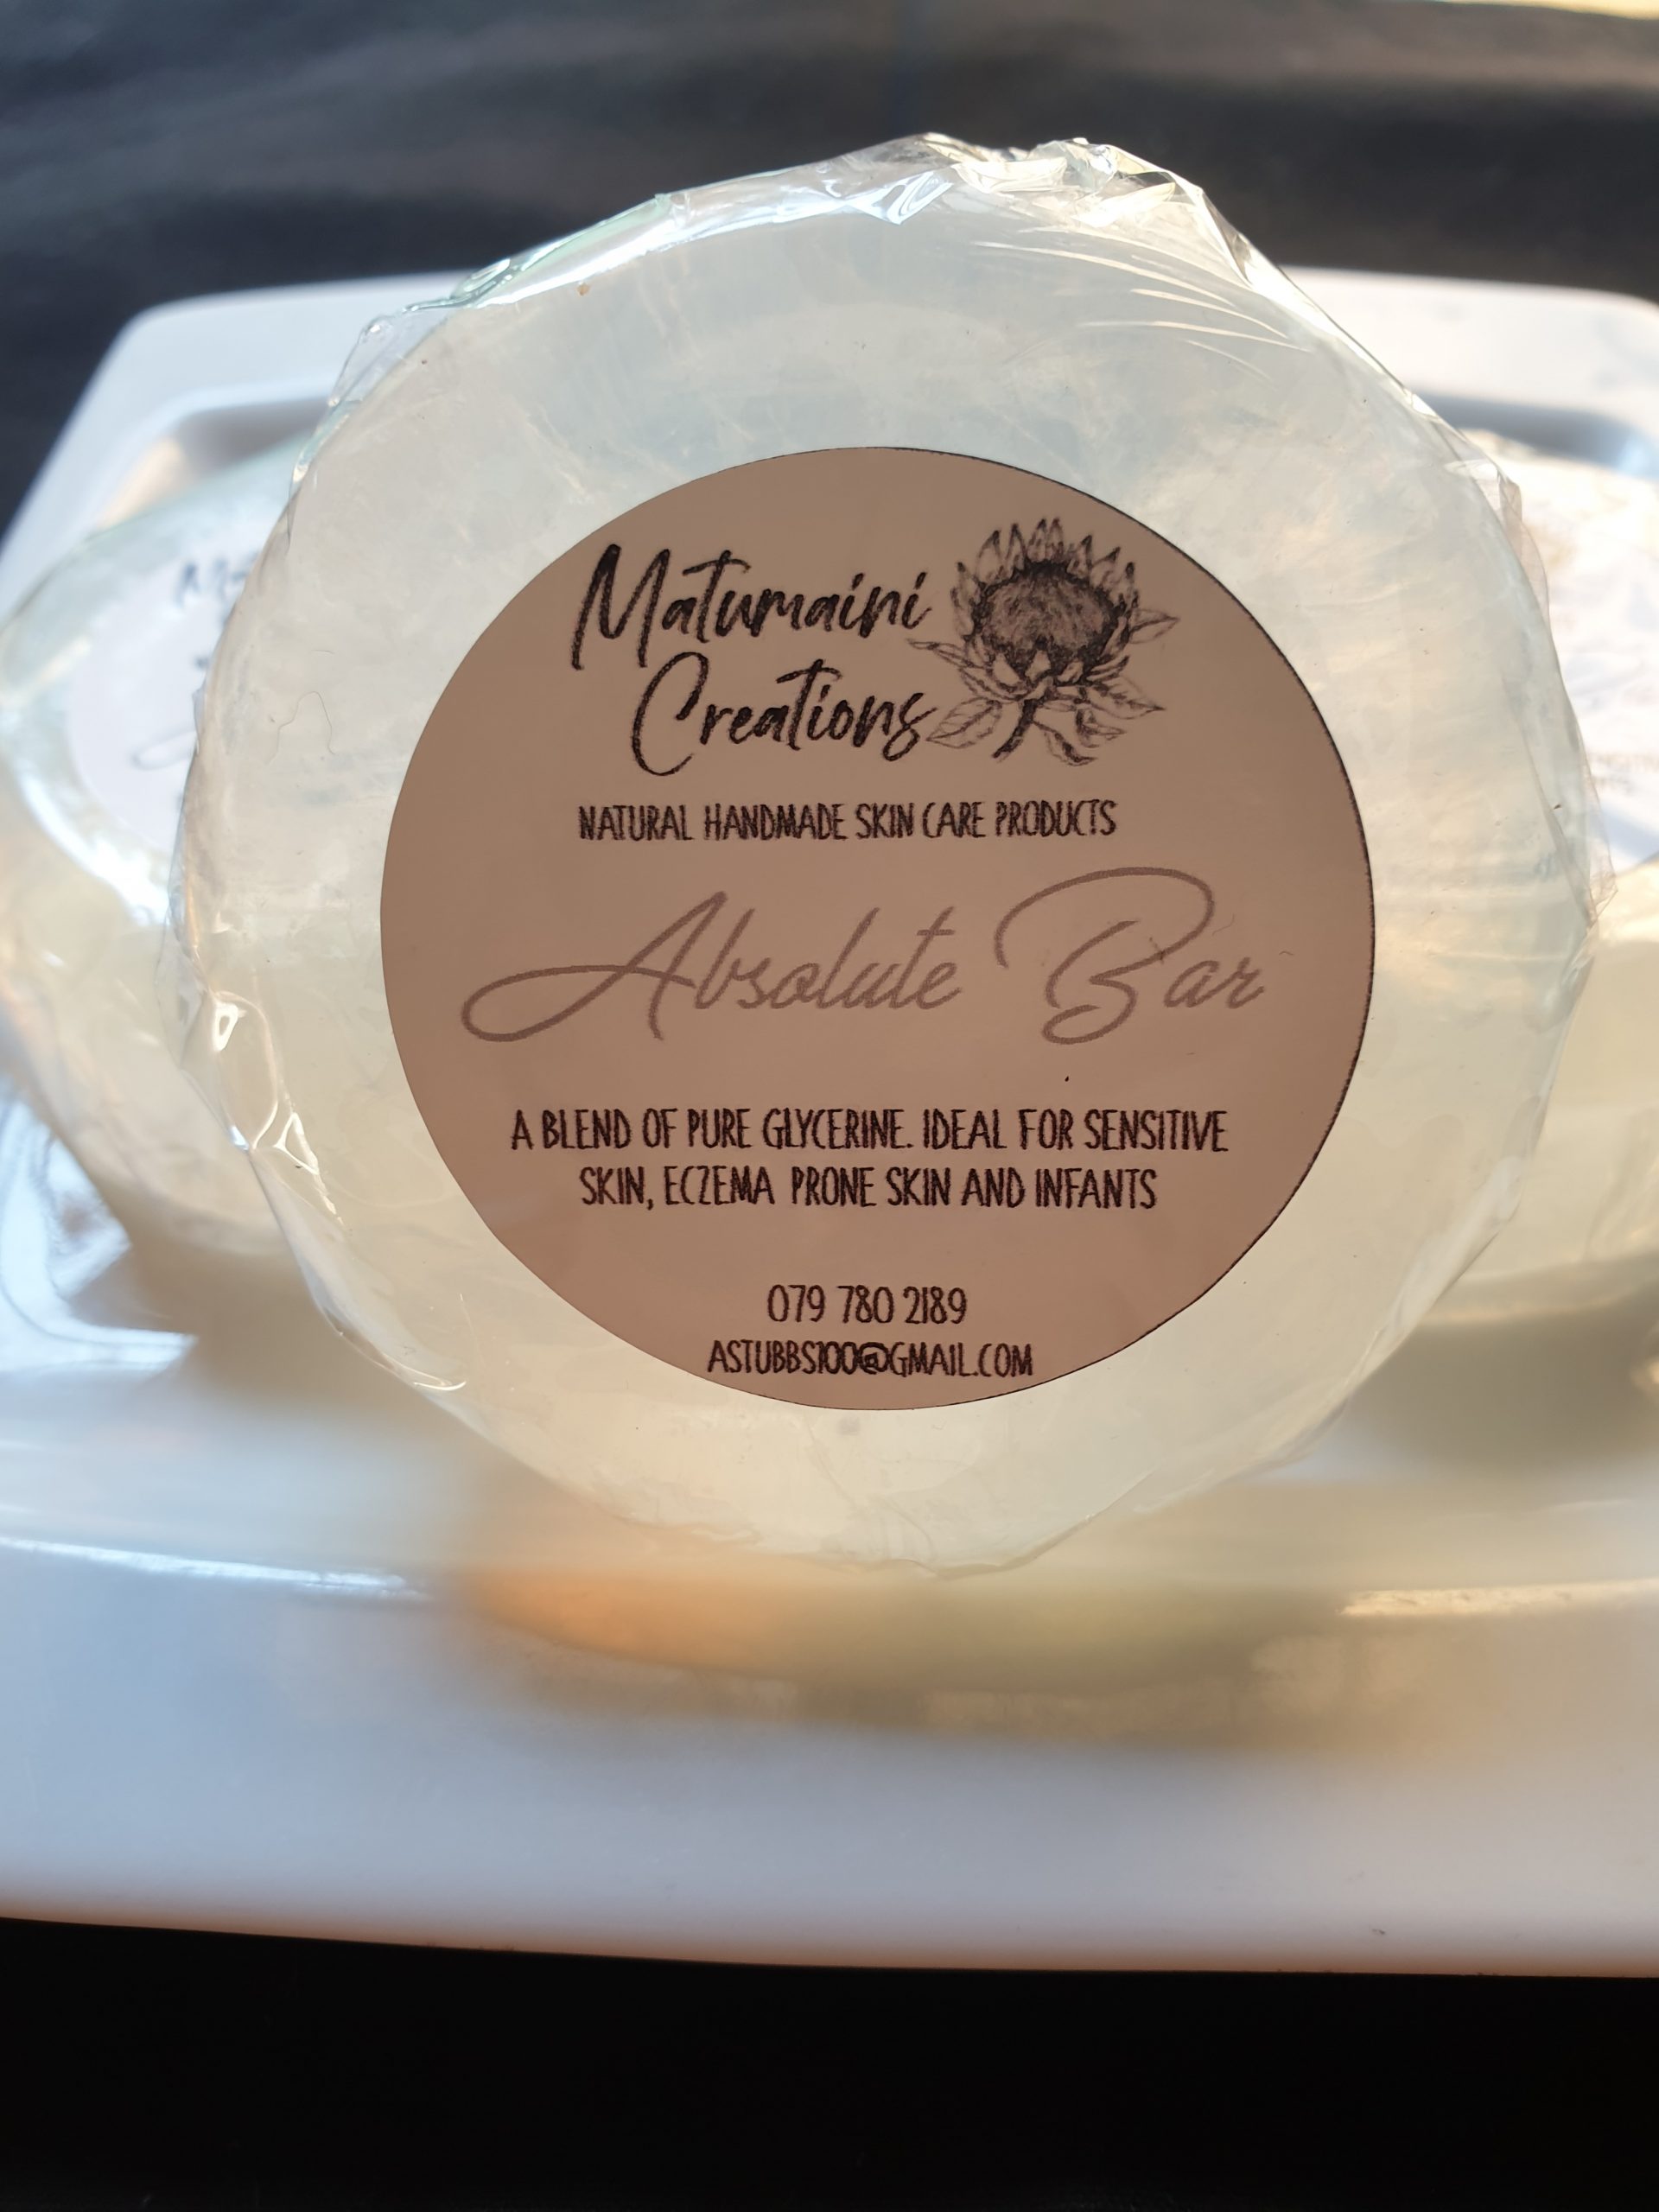 Matumaini
Creations
NATURAL HANDMADE SKIN CARE PRODUCTS
Absolute Bar
A BLEND OF PURE GLYCERINE. IDEAL FOR SENSITIVE
SKIN, ECZEMA PRONE SKIN AND INFANTS
079 780 2189
ASTUBBS100@GMAIL.COM